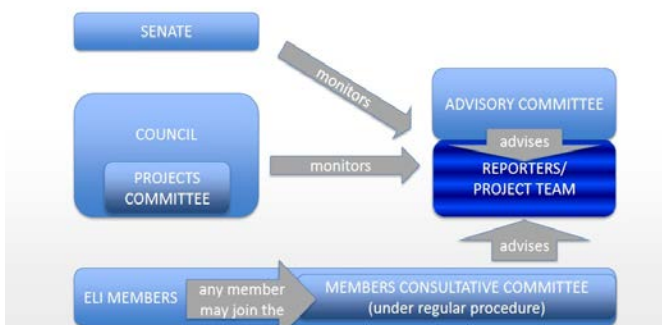 SENATE
monitors
ADVISORY COMMITTEE
advises
COUNCIL
monitors
REPORTERS/
PROJECT TEAM
PROJECTS
COMMITTEE
advises
ELI MEMBERS
any member
may join the
MEMBERS CONSULTATIVE COMMITTEE
(under regular procedure)